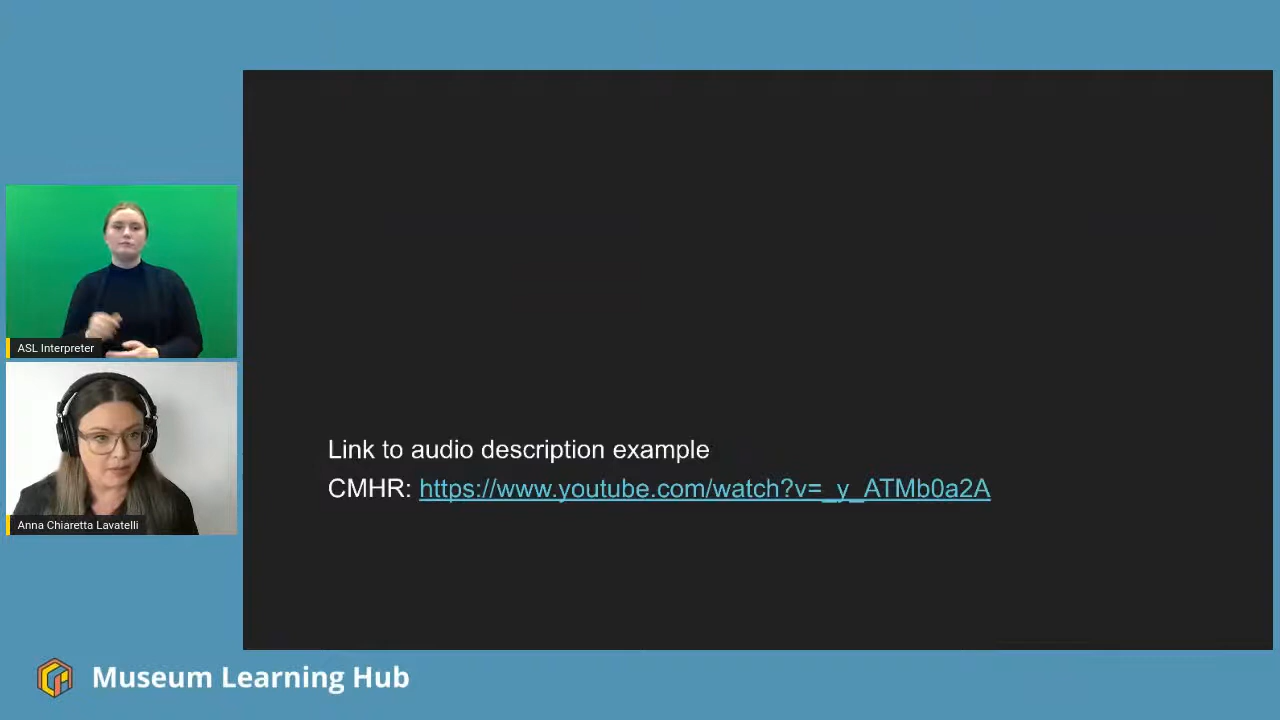 ASL Interpreter
Anna Chiaretta Lavatelli
Link to audio description example
CMHR: https://www.youtube.com/watch?v=_y_ATMb0a2A
Museum Learning Hub